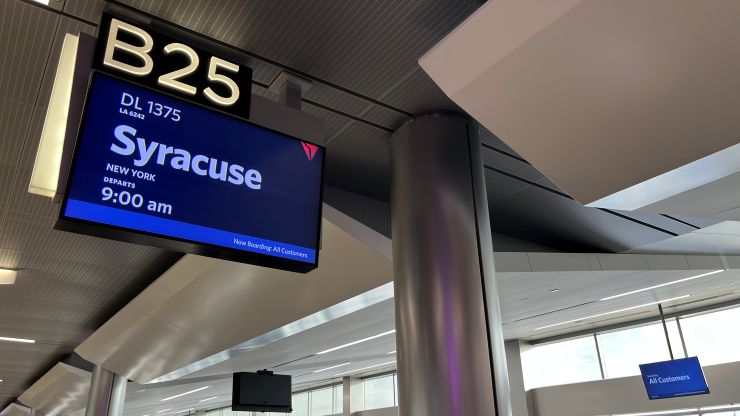 B25
DL 1375
LA 6242
Syracuse
NEW YORK
DEPARTS
9:00 am
Now Boarding: All Customers
All Customers